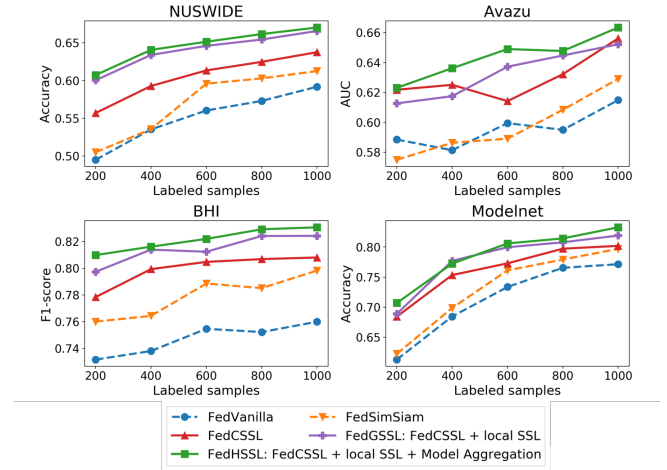 NUSWIDE
Accuracy
0.65
0.60
0.55
0.50
200 400 600 800 1000
Labeled samples
Avazu
AUC
0.66
0.64
0.62
0.60
0.58
200 400 600 800 1000
Labeled samples
BHI
F1-score
0.82
0.80
0.78
0.76
0.74
200 400 600 800 1000
Labeled samples
Modelnet
Accuracy
0.80
0.75
0.70
0.65
200 400 600 800 1000
Labeled samples
FedVanilla FedSimSiam
FedCSSL FedGSSL: FedCSSL + local SSL
FedHSSL: FedCSSL + local SSL + Model Aggregation